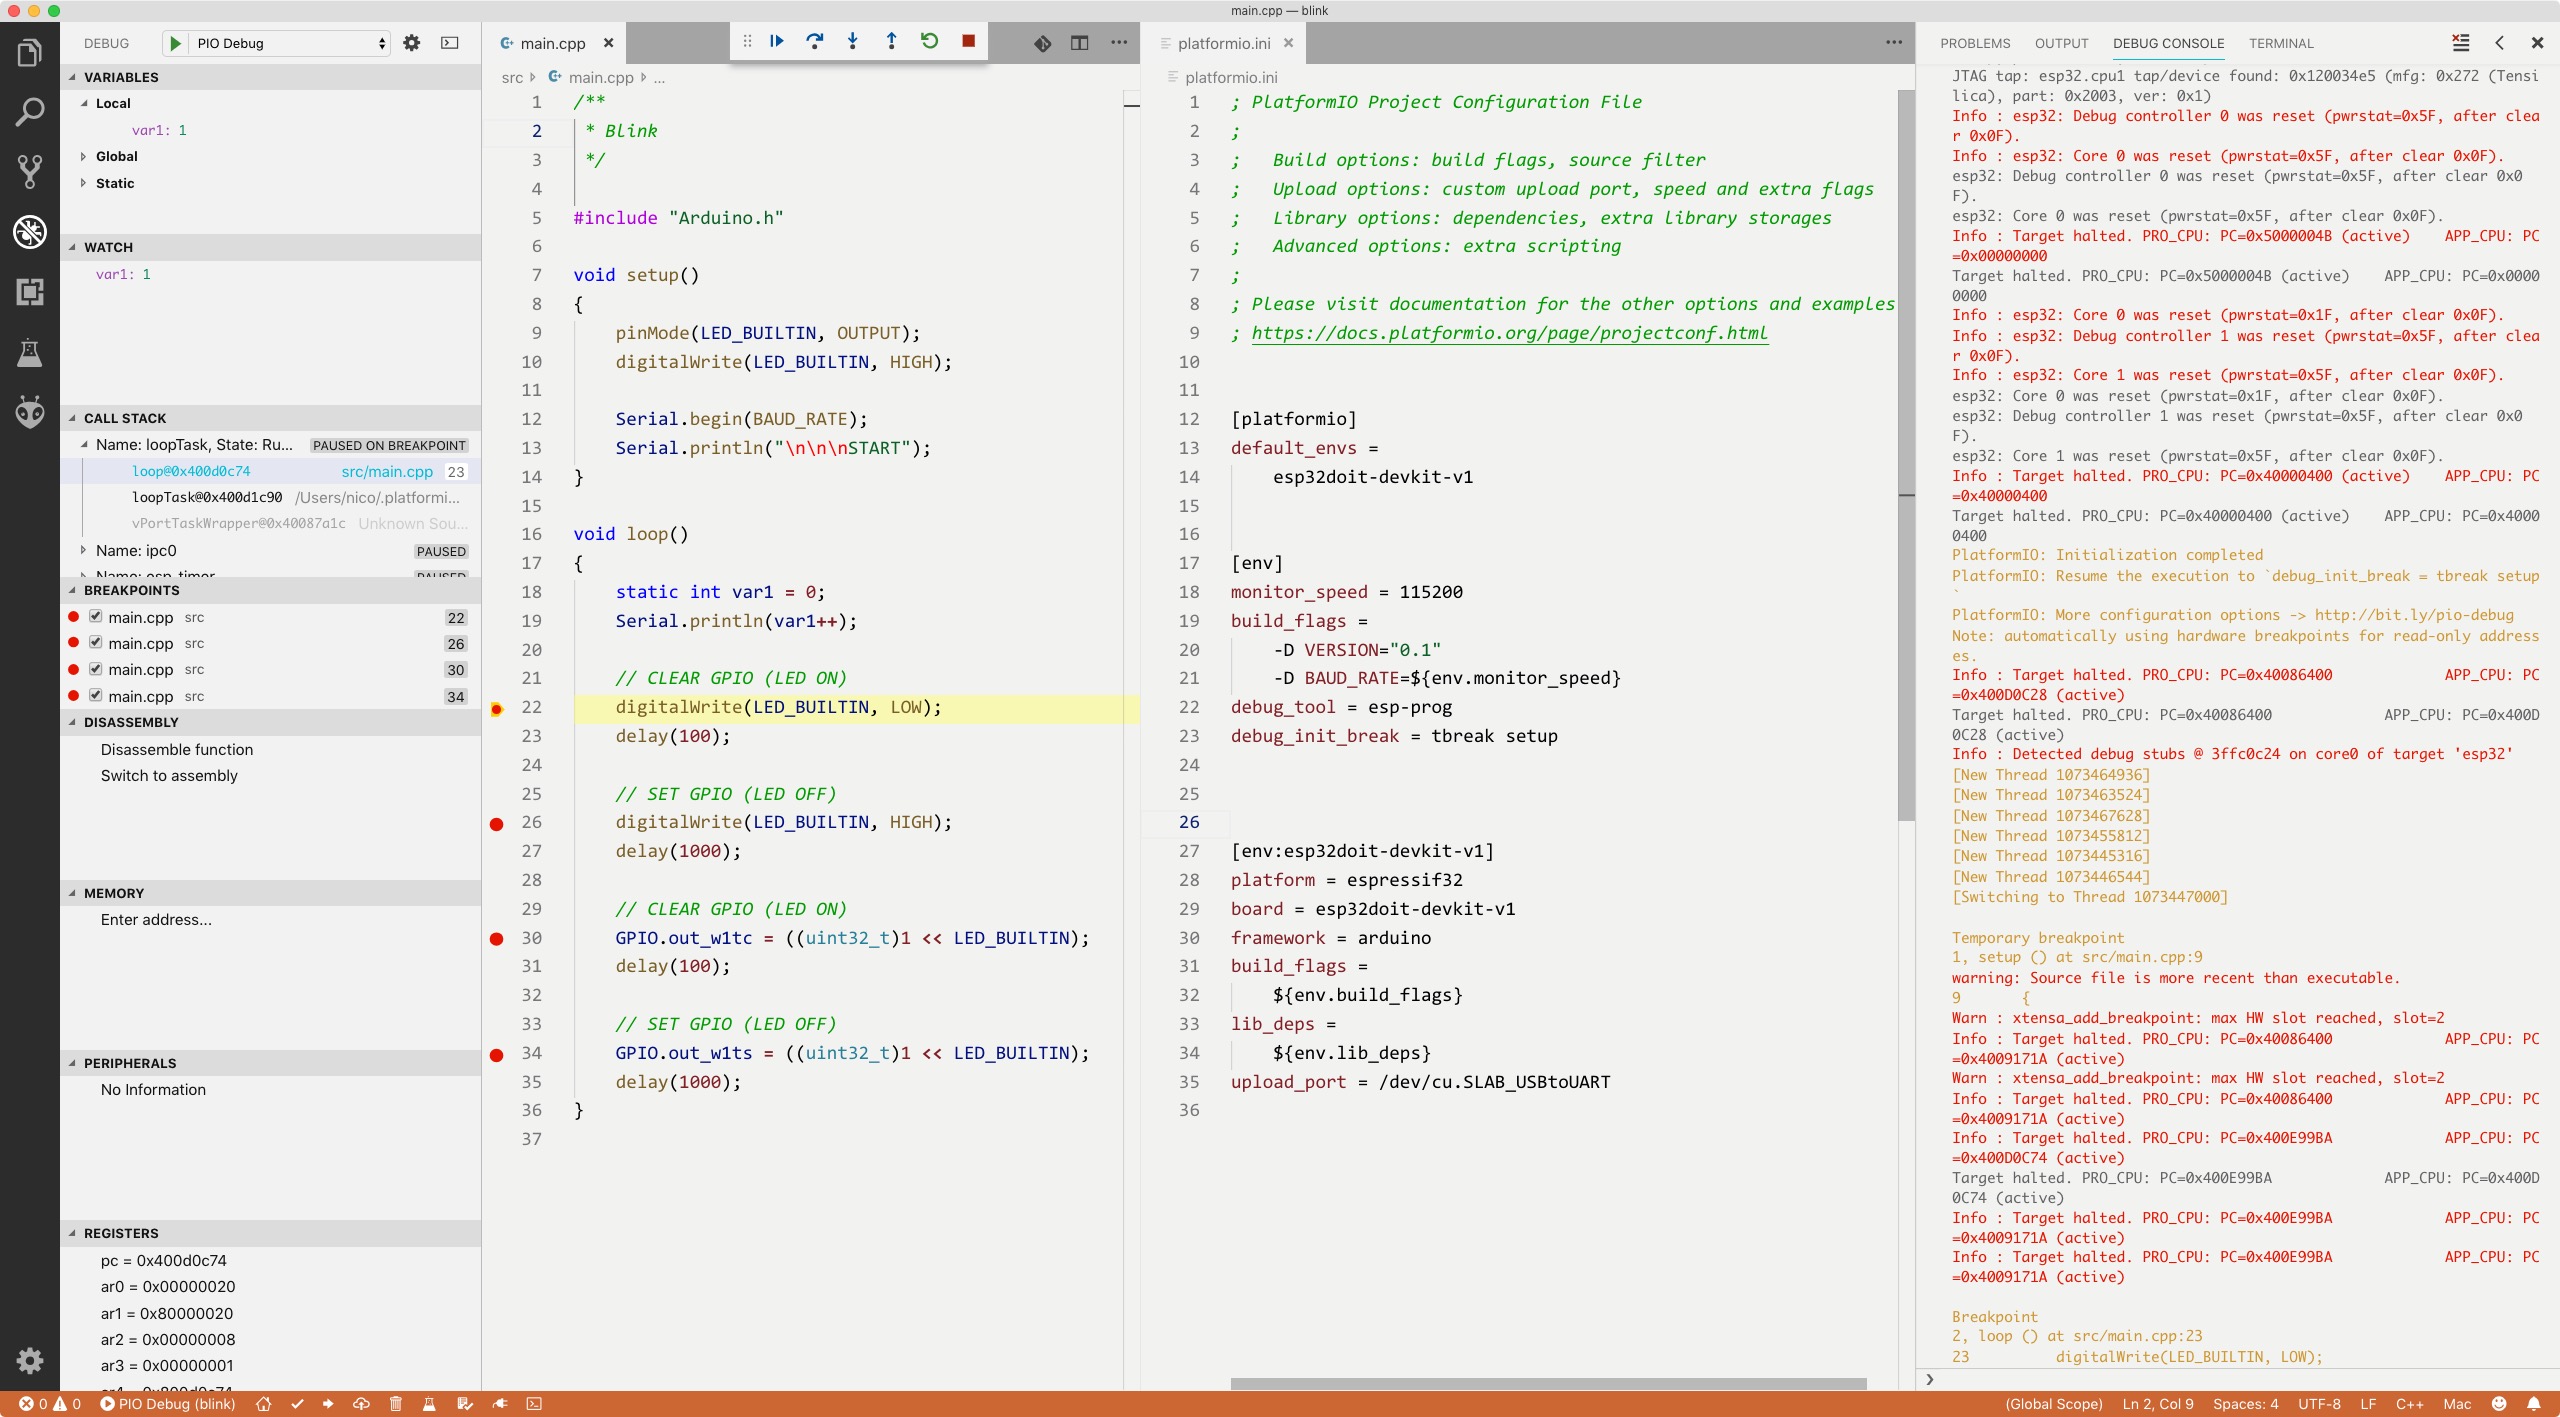 main.cpp — blink
DEBUG
PIO Debug
VARIABLES
Local
var1: 1
Global
Static
WATCH
var1: 1
CALL STACK
Name: loopTask, State: Ru... PAUSED ON BREAKPOINT
loop@0x400d0c74 src/main.cpp 23
loopTask@0x400d1c90 /Users/nico/.platformi...
vPortTaskWrapper@0x40087a1c Unknown Sou...
Name: ipc0 PAUSED
Name: esp_timer PAUSED
BREAKPOINTS
main.cpp src 22
main.cpp src 26
main.cpp src 30
main.cpp src 34
DISASSEMBLY
Disassemble function
Switch to assembly
MEMORY
Enter address...
PERIPHERALS
No Information
REGISTERS
pc = 0x400d0c74
ar0 = 0x00000020
ar1 = 0x80000020
ar2 = 0x00000008
ar3 = 0x00000001
ar4 = 0x800d0c74
main.cpp
src main.cpp ...
1 /**
2 * Blink
3 */
4
5 #include "Arduino.h"
6
7 void setup()
8 {
9 pinMode(LED_BUILTIN, OUTPUT);
10 digitalWrite(LED_BUILTIN, HIGH);
11
12 Serial.begin(BAUD_RATE);
13 Serial.println("\n\n\nSTART");
14 }
15
16 void loop()
17 {
18 static int var1 = 0;
19 Serial.println(var1++);
20
21 // CLEAR GPIO (LED ON)
22 digitalWrite(LED_BUILTIN, LOW);
23 delay(100);
24
25 // SET GPIO (LED OFF)
26 digitalWrite(LED_BUILTIN, HIGH);
27 delay(1000);
28
29 // CLEAR GPIO (LED ON)
30 GPIO.out_w1tc = ((uint32_t)1 << LED_BUILTIN);
31 delay(100);
32
33 // SET GPIO (LED OFF)
34 GPIO.out_w1ts = ((uint32_t)1 << LED_BUILTIN);
35 delay(1000);
36 }
37
platformio.ini
platformio.ini
1 ; PlatformIO Project Configuration File
2 ;
3 ; Build options: build flags, source filter
4 ; Upload options: custom upload port, speed and extra flags
5 ; Library options: dependencies, extra library storages
6 ; Advanced options: extra scripting
7 ;
8 ; Please visit documentation for the other options and examples
9 ; https://docs.platformio.org/page/projectconf.html
10
11
12 [platformio]
13 default_envs =
14 esp32doit-devkit-v1
15
16
17 [env]
18 monitor_speed = 115200
19 build_flags =
20 -D VERSION="0.1"
21 -D BAUD_RATE=${env.monitor_speed}
22 debug_tool = esp-prog
23 debug_init_break = tbreak setup
24
25
26
27 [env:esp32doit-devkit-v1]
28 platform = espressif32
29 board = esp32doit-devkit-v1
30 framework = arduino
31 build_flags =
32 ${env.build_flags}
33 lib_deps =
34 ${env.lib_deps}
35 upload_port = /dev/cu.SLAB_USBtoUART
36
PROBLEMS OUTPUT DEBUG CONSOLE TERMINAL
JTAG tap: esp32.cpu1 tap/device found: 0x120034e5 (mfg: 0x272 (Tensi
lica), part: 0x2003, ver: 0x1)
Info : esp32: Debug controller 0 was reset (pwrstat=0x5F, after clea
r 0x0F).
Info : esp32: Core 0 was reset (pwrstat=0x5F, after clear 0x0F).
esp32: Debug controller 0 was reset (pwrstat=0x5F, after clear 0x0
F).
esp32: Core 0 was reset (pwrstat=0x5F, after clear 0x0F).
Info : Target halted. PRO_CPU: PC=0x5000004B (active) APP_CPU: PC
=0x00000000
Target halted. PRO_CPU: PC=0x5000004B (active) APP_CPU: PC=0x0000
0000
Info : esp32: Core 0 was reset (pwrstat=0x1F, after clear 0x0F).
Info : esp32: Debug controller 1 was reset (pwrstat=0x5F, after clea
r 0x0F).
Info : esp32: Core 1 was reset (pwrstat=0x5F, after clear 0x0F).
esp32: Core 0 was reset (pwrstat=0x1F, after clear 0x0F).
esp32: Debug controller 1 was reset (pwrstat=0x5F, after clear 0x0
F).
esp32: Core 1 was reset (pwrstat=0x5F, after clear 0x0F).
Info : Target halted. PRO_CPU: PC=0x40000400 (active) APP_CPU: PC
=0x40000400
Target halted. PRO_CPU: PC=0x40000400 (active) APP_CPU: PC=0x4000
0400
PlatformIO: Initialization completed
PlatformIO: Resume the execution to `debug_init_break = tbreak setup
`
PlatformIO: More configuration options -> http://bit.ly/pio-debug
Note: automatically using hardware breakpoints for read-only address
es.
Info : Target halted. PRO_CPU: PC=0x40086400 APP_CPU: PC
=0x400D0C28 (active)
Target halted. PRO_CPU: PC=0x40086400 APP_CPU: PC=0x400D
0C28 (active)
Info : Detected debug stubs @ 3ffc0c24 on core0 of target 'esp32'
[New Thread 1073464936]
[New Thread 1073463524]
[New Thread 1073467628]
[New Thread 1073455812]
[New Thread 1073445316]
[New Thread 1073446544]
[Switching to Thread 1073447000]
Temporary breakpoint
1, setup () at src/main.cpp:9
warning: Source file is more recent than executable.
9 {
Warn : xtensa_add_breakpoint: max HW slot reached, slot=2
Info : Target halted. PRO_CPU: PC=0x40086400 APP_CPU: PC
=0x4009171A (active)
Warn : xtensa_add_breakpoint: max HW slot reached, slot=2
Info : Target halted. PRO_CPU: PC=0x40086400 APP_CPU: PC
=0x4009171A (active)
Info : Target halted. PRO_CPU: PC=0x400E99BA APP_CPU: PC
=0x400D0C74 (active)
Target halted. PRO_CPU: PC=0x400E99BA APP_CPU: PC=0x400D
0C74 (active)
Info : Target halted. PRO_CPU: PC=0x400E99BA APP_CPU: PC
=0x4009171A (active)
Info : Target halted. PRO_CPU: PC=0x400E99BA APP_CPU: PC
=0x4009171A (active)
Breakpoint
2, loop () at src/main.cpp:23
23 digitalWrite(LED_BUILTIN, LOW);
0 0 PIO Debug (blink)
(Global Scope) Ln 2, Col 9 Spaces: 4 UTF-8 LF C++ Mac